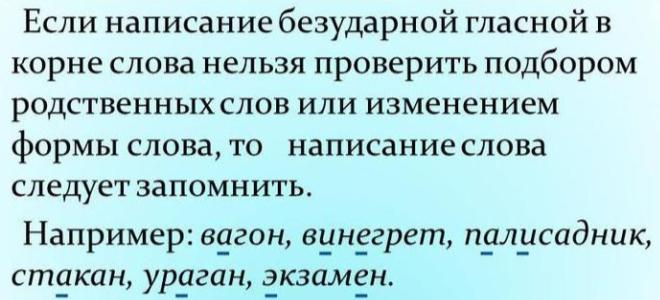 Если написание безударной гласной в
корне слова нельзя проверить подбором
родственных слов или изменением
формы слова, то написание слова
следует запомнить.
Например: вагон, винегрет, палисадник,
стакан, ураган, экзамен.